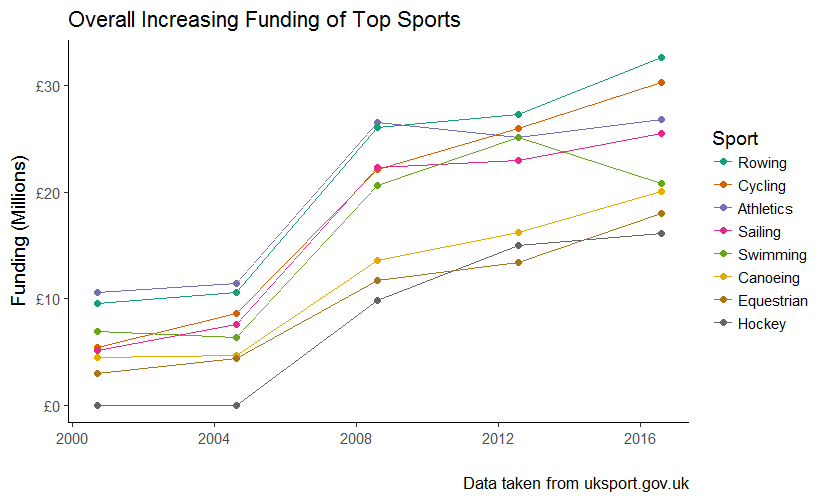 Overall Increasing Funding of Top Sports
Funding (Millions)
£30
£20
£10
£0
2000 2004 2008 2012 2016
Sport
Rowing
Cycling
Athletics
Sailing
Swimming
Canoeing
Equestrian
Hockey
Data taken from uksport.gov.uk